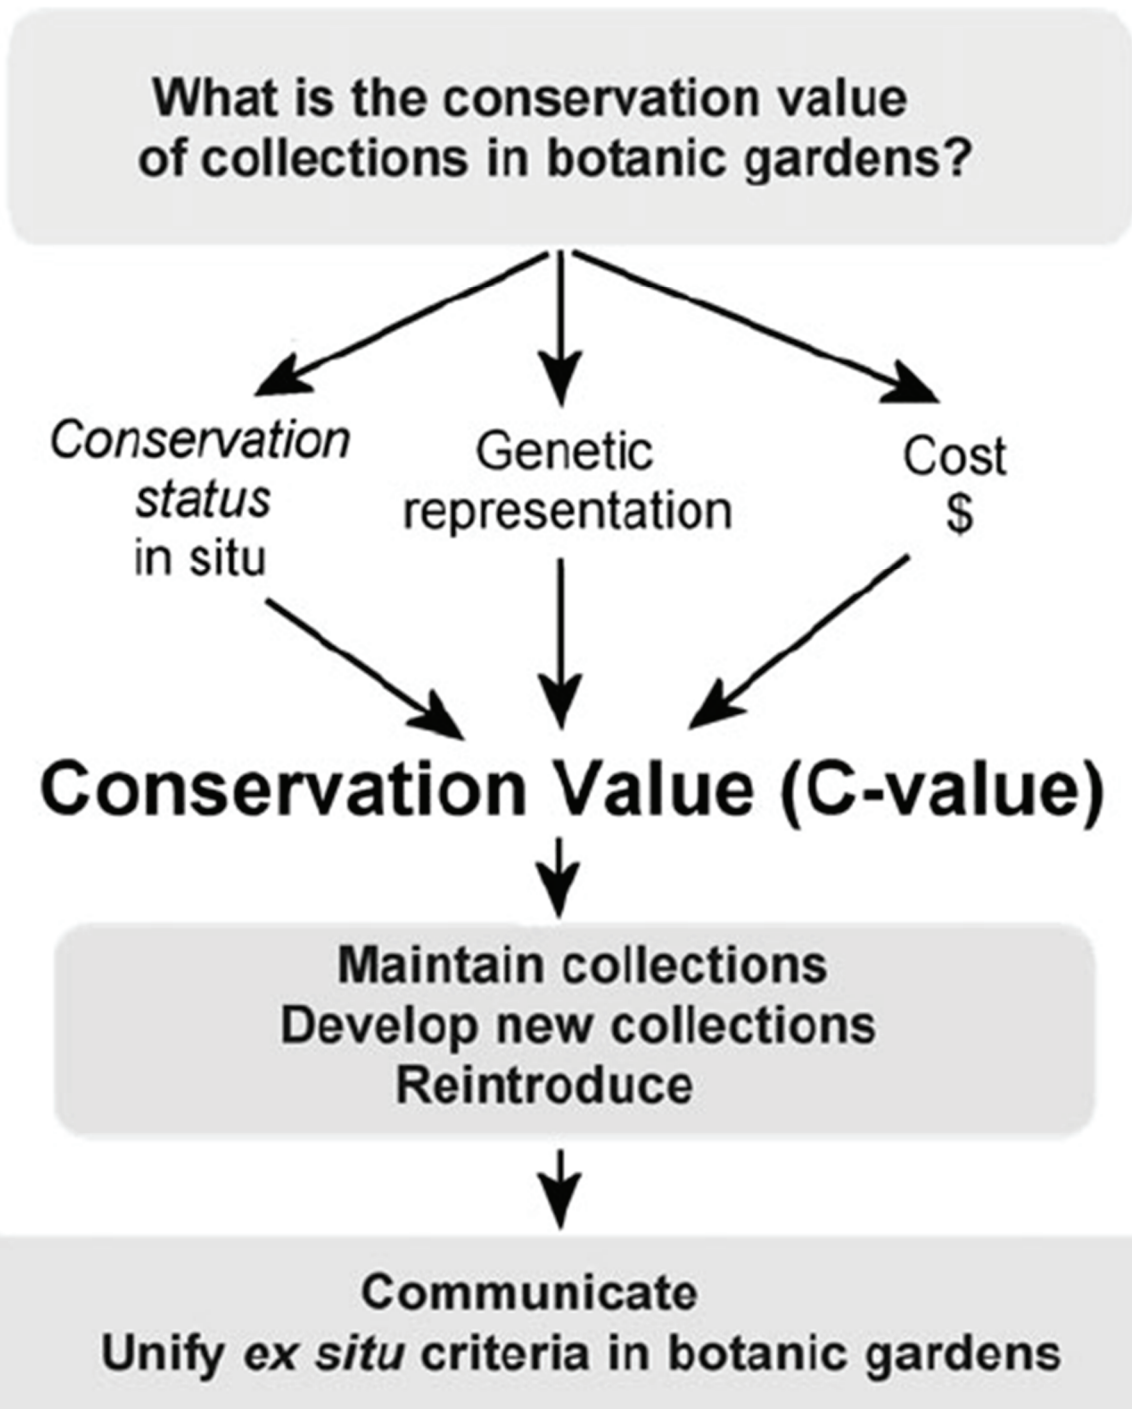 What is the conservation value
of collections in botanic gardens?
Conservation
status
in situ
Genetic
representation
Cost
$
Conservation Value (C-value)
Maintain collections
Develop new collections
Reintroduce
Communicate
Unify ex situ criteria in botanic gardens